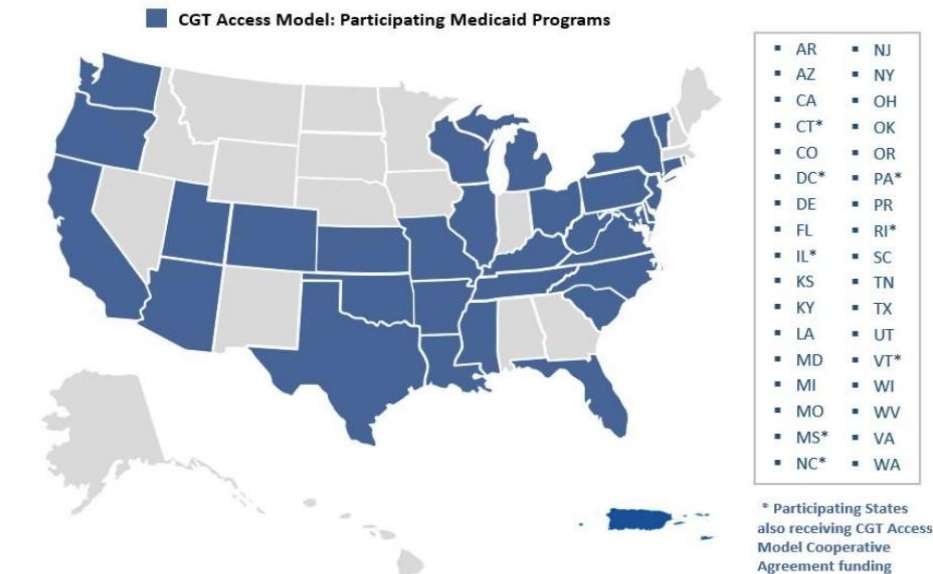 CGT Access Model: Participating Medicaid Programs
AR
AZ
CA
CT*
CO
DC*
DE
FL
IL*
KS
KY
LA
MD
MI
MO
MS*
NC*
NJ
NY
OH
OK
OR
PA*
PR
RI*
SC
TN
TX
UT
VT*
WI
WV
VA
WA
* Participating States
also receiving CGT Access
Model Cooperative
Agreement funding